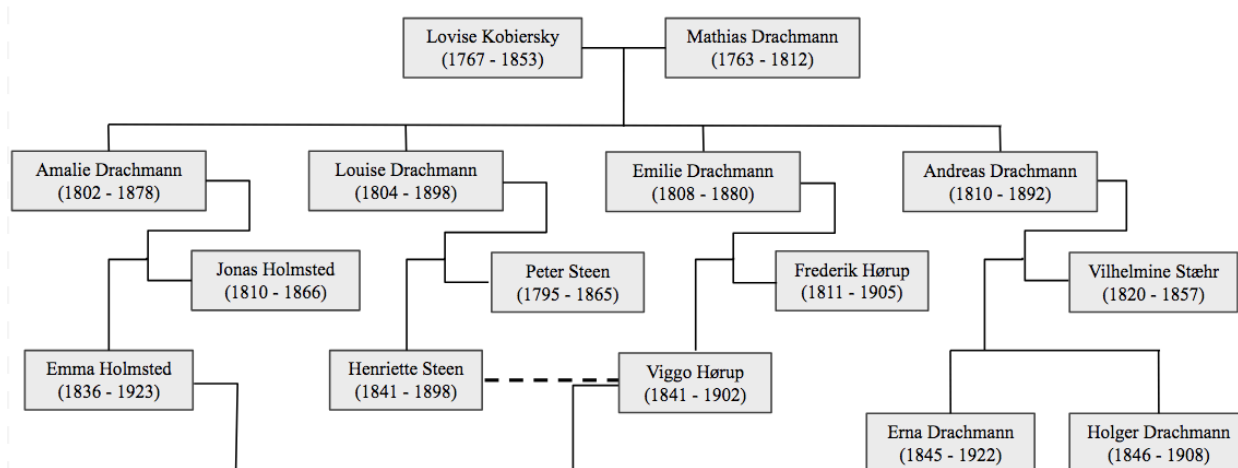 Lovise Kobiersky
(1767 - 1853)
Mathias Drachmann
(1763 - 1812)
Amalie Drachmann
(1802 - 1878)
Louise Drachmann
(1804 - 1898)
Emilie Drachmann
(1808 - 1880)
Andreas Drachmann
(1810 - 1892)
Jonas Holmsted
(1810 - 1866)
Peter Steen
(1795 - 1865)
Frederik Hørup
(1811 - 1905)
Vilhelmine Stæhr
(1820 - 1857)
Emma Holmsted
(1836 - 1923)
Henriette Steen
(1841 - 1898)
Viggo Hørup
(1841 - 1902)
Erna Drachmann
(1845 - 1922)
Holger Drachmann
(1846 - 1908)